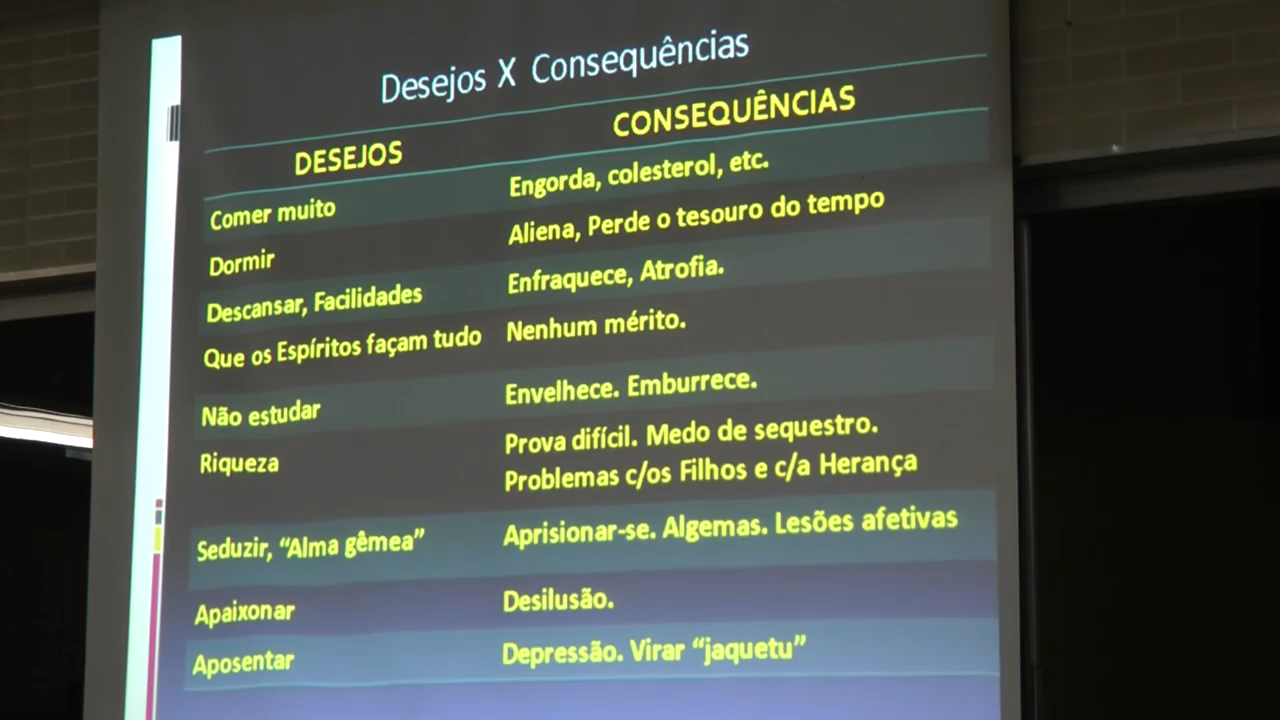 Desejos X Consequências
DESEJOS CONSEQUÊNCIAS
Comer muito Engorda, colesterol, etc.
Dormir Aliena, Perde o tesouro do tempo
Descansar, Facilidades Enfraquece, Atrofia.
Que os Espíritos façam tudo Nenhum mérito.
Não estudar Envelhece. Emburrece.
Riqueza Prova difícil. Medo de sequestro.
Problemas c/os Filhos e c/a Herança
Seduzir, “Alma gêmea” Aprisionar-se. Algemas. Lesões afetivas
Apaixonar Desilusão.
Aposentar Depressão. Virar “jaquetu”